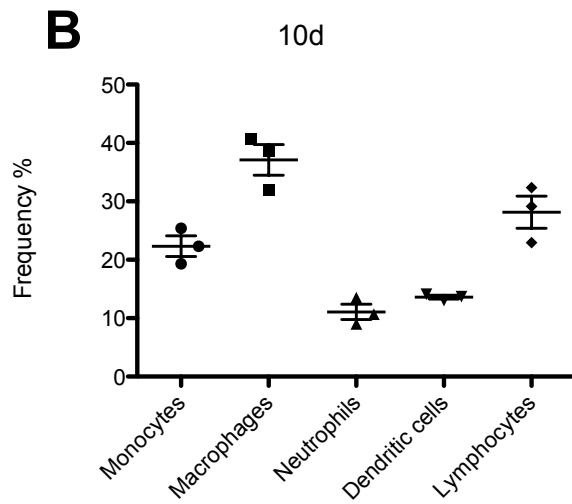 B
10d
Frequency %
50
40
30
20
10
0
Monocytes
Macrophages
Neutrophils
Dendritic cells
Lymphocytes